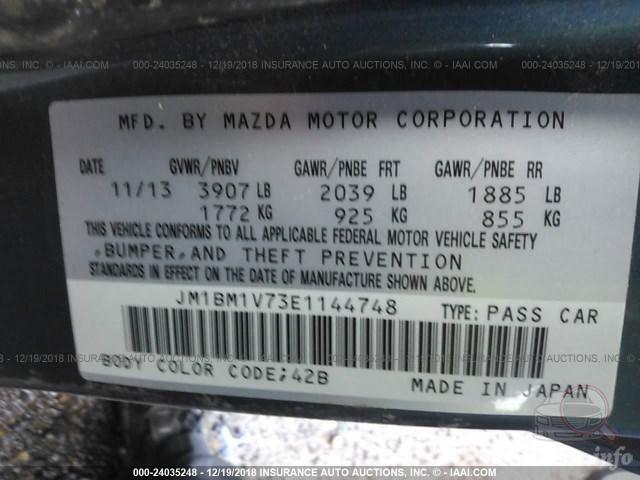 000-24035248 - 12/19/2018 INSURANCE AUTO AUCTIONS, INC. - © IAAI.COM
MFD. BY MAZDA MOTOR CORPORATION
DATE GVWR/PNBV GAWR/PNBE FRT GAWR/PNBE RR
11/13 3907 LB 2039 LB 1885 LB
1772 KG 925 KG 855 KG
THIS VEHICLE CONFORMS TO ALL APPLICABLE FEDERAL MOTOR VEHICLE SAFETY
,BUMPER,AND THEFT PREVENTION
STANDARDS IN EFFECT ON THE DATE OF MANUFACTURE SHOWN ABOVE.
JM1BM1V73E1144748 TYPE: PASS CAR
BODY COLOR CODE;42B MADE IN JAPAN
000-24035248 - 12/19/2018 INSURANCE AUTO AUCTIONS, INC. - © IAAI.COM